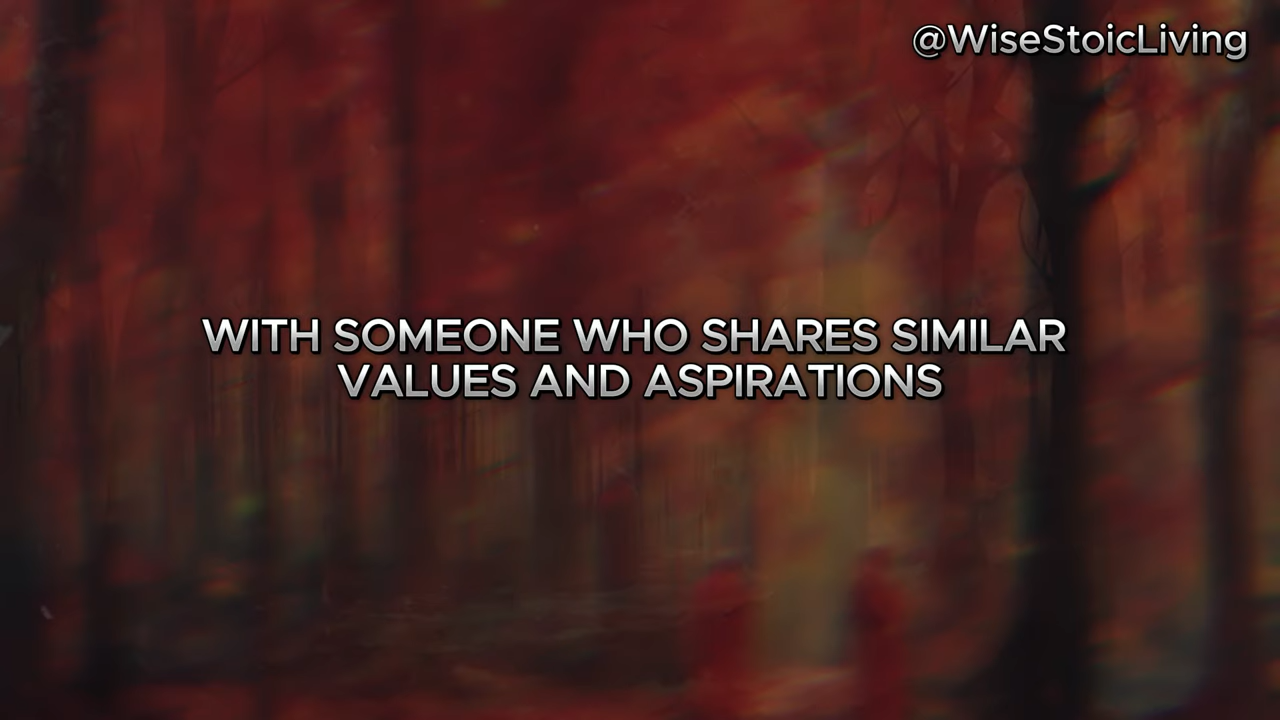 @WiseStoicLiving
WITH SOMEONE WHO SHARES SIMILAR
VALUES AND ASPIRATIONS